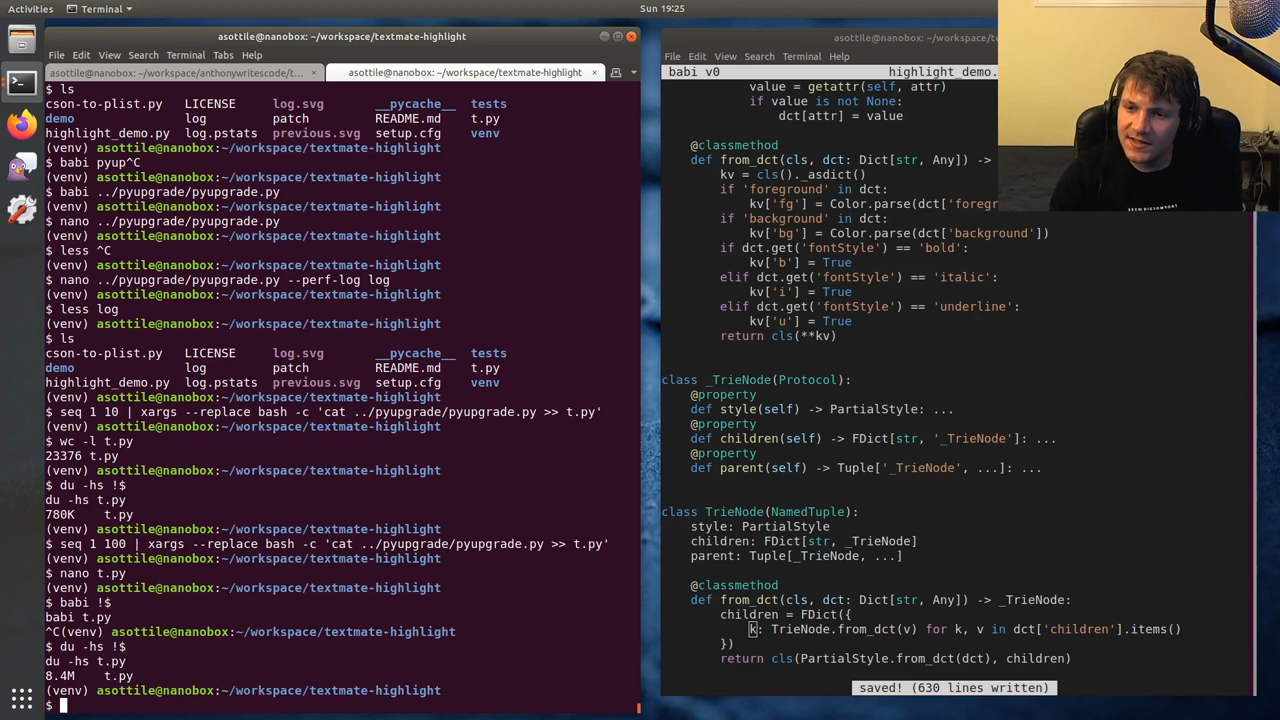 Activities
Terminal
Sun 19:25
asottile@nanobox: ~/workspace/textmate-highlight
File Edit View Search Terminal Tabs Help
asottile@nanobox: ~/workspace/anthonywritescode/t...
asottile@nanobox: ~/workspace/textmate-highlight
$ ls
cson-to-plist.py LICENSE log.svg __pycache__ tests
demo log patch README.md t.py
highlight_demo.py log.pstats previous.svg setup.cfg venv
(venv) asottile@nanobox:~/workspace/textmate-highlight
$ babi pyup^C
(venv) asottile@nanobox:~/workspace/textmate-highlight
$ babi ../pyupgrade/pyupgrade.py
(venv) asottile@nanobox:~/workspace/textmate-highlight
$ nano ../pyupgrade/pyupgrade.py
(venv) asottile@nanobox:~/workspace/textmate-highlight
$ less ^C
(venv) asottile@nanobox:~/workspace/textmate-highlight
$ nano ../pyupgrade/pyupgrade.py --perf-log log
(venv) asottile@nanobox:~/workspace/textmate-highlight
$ less log
(venv) asottile@nanobox:~/workspace/textmate-highlight
$ ls
cson-to-plist.py LICENSE log.svg __pycache__ tests
demo log patch README.md t.py
highlight_demo.py log.pstats previous.svg setup.cfg venv
(venv) asottile@nanobox:~/workspace/textmate-highlight
$ seq 1 10 | xargs --replace bash -c 'cat ../pyupgrade/pyupgrade.py >> t.py'
(venv) asottile@nanobox:~/workspace/textmate-highlight
$ wc -l t.py
23376 t.py
(venv) asottile@nanobox:~/workspace/textmate-highlight
$ du -hs !$
du -hs t.py
780K t.py
(venv) asottile@nanobox:~/workspace/textmate-highlight
$ seq 1 100 | xargs --replace bash -c 'cat ../pyupgrade/pyupgrade.py >> t.py'
(venv) asottile@nanobox:~/workspace/textmate-highlight
$ nano t.py
(venv) asottile@nanobox:~/workspace/textmate-highlight
$ babi !$
babi t.py
^C(venv) asottile@nanobox:~/workspace/textmate-highlight
$ du -hs !$
du -hs t.py
8.4M t.py
(venv) asottile@nanobox:~/workspace/textmate-highlight
$
asottile@nanobox: ~/workspace/
File Edit View Search Terminal Help
babi v0 highlight_demo.
value = getattr(self, attr)
if value is not None:
dct[attr] = value
@classmethod
def from_dct(cls, dct: Dict[str, Any]) ->
kv = cls()._asdict()
if 'foreground' in dct:
kv['fg'] = Color.parse(dct['foregr
if 'background' in dct:
kv['bg'] = Color.parse(dct['background'])
if dct.get('fontStyle') == 'bold':
kv['b'] = True
elif dct.get('fontStyle') == 'italic':
kv['i'] = True
elif dct.get('fontStyle') == 'underline':
kv['u'] = True
return cls(**kv)
class _TrieNode(Protocol):
@property
def style(self) -> PartialStyle: ...
@property
def children(self) -> FDict[str, '_TrieNode']: ...
@property
def parent(self) -> Tuple['_TrieNode', ...]: ...
class TrieNode(NamedTuple):
style: PartialStyle
children: FDict[str, _TrieNode]
parent: Tuple[_TrieNode, ...]
@classmethod
def from_dct(cls, dct: Dict[str, Any]) -> _TrieNode:
children = FDict({
k: TrieNode.from_dct(v) for k, v in dct['children'].items()
})
return cls(PartialStyle.from_dct(dct), children)
saved! (630 lines written)